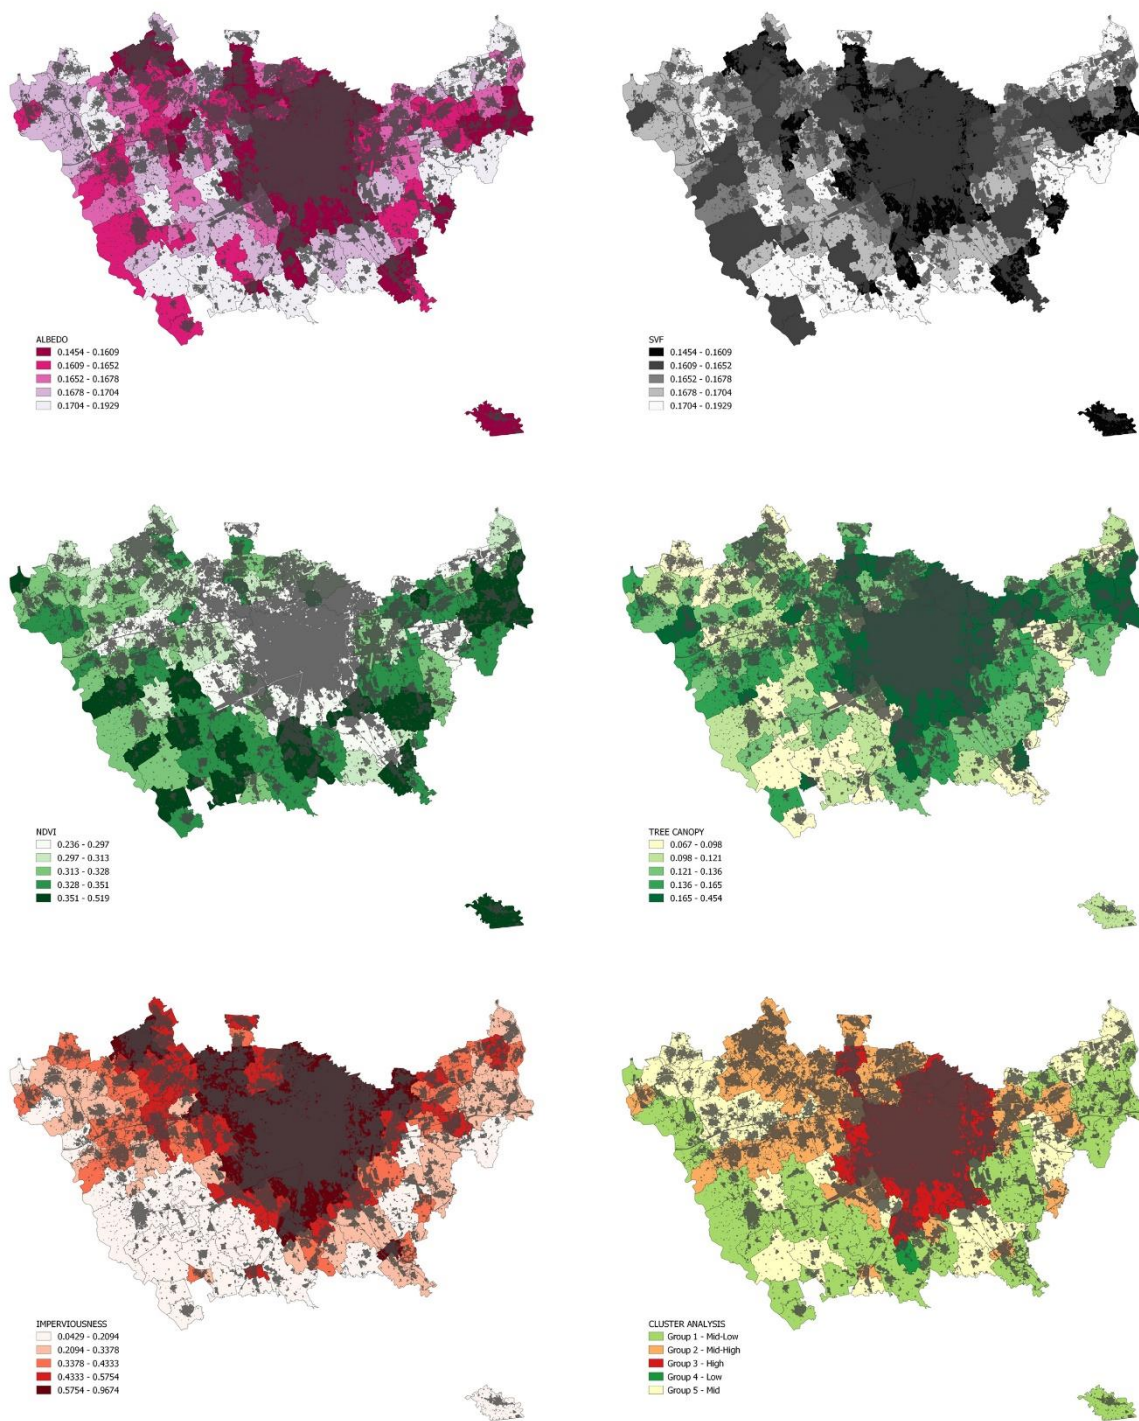 ALBEDO
0.1454 - 0.1609
0.1609 - 0.1652
0.1652 - 0.1678
0.1678 - 0.1704
0.1704 - 0.1929
SVF
0.1454 - 0.1609
0.1609 - 0.1652
0.1652 - 0.1678
0.1678 - 0.1704
0.1704 - 0.1929
NDVI
0.236 - 0.297
0.297 - 0.313
0.313 - 0.328
0.328 - 0.351
0.351 - 0.519
TREE CANOPY
0.067 - 0.098
0.098 - 0.121
0.121 - 0.136
0.136 - 0.165
0.165 - 0.454
IMPERVIOUSNESS
0.0429 - 0.2094
0.2094 - 0.3378
0.3378 - 0.4333
0.4333 - 0.5754
0.5754 - 0.9674
CLUSTER ANALYSIS
Group 1 - Mid-Low
Group 2 - Mid-High
Group 3 - High
Group 4 - Low
Group 5 - Mid